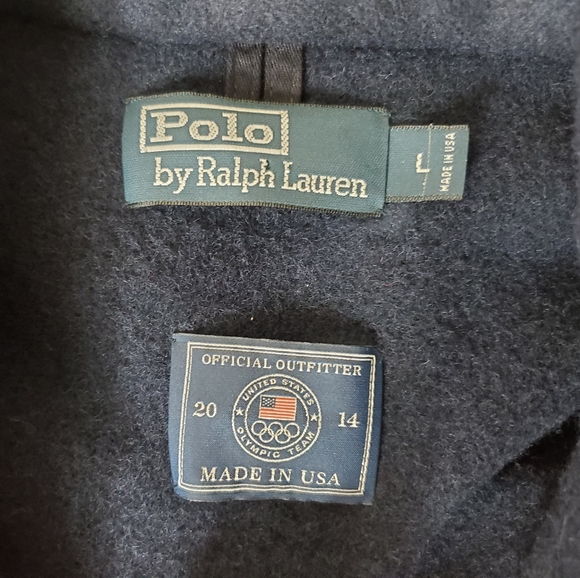 Polo
by Ralph Lauren
L
MADE IN USA
OFFICIAL OUTFITTER
UNITED STATES
20 14
OLYMPIC TEAM
MADE IN USA